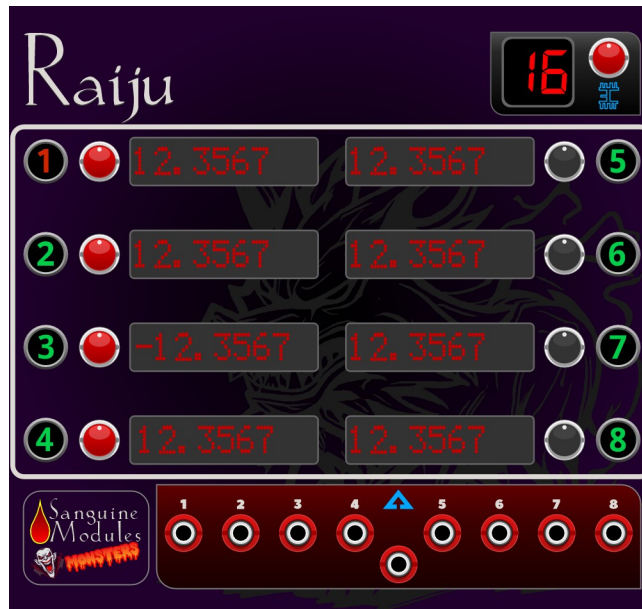 Raiju
16
1 12.3567 12.3567 5
2 12.3567 12.3567 6
3 -12.3567 12.3567 7
4 12.3567 12.3567 8
1 2 3 4 5 6 7 8
Sanguine
Modules
MONSTERS